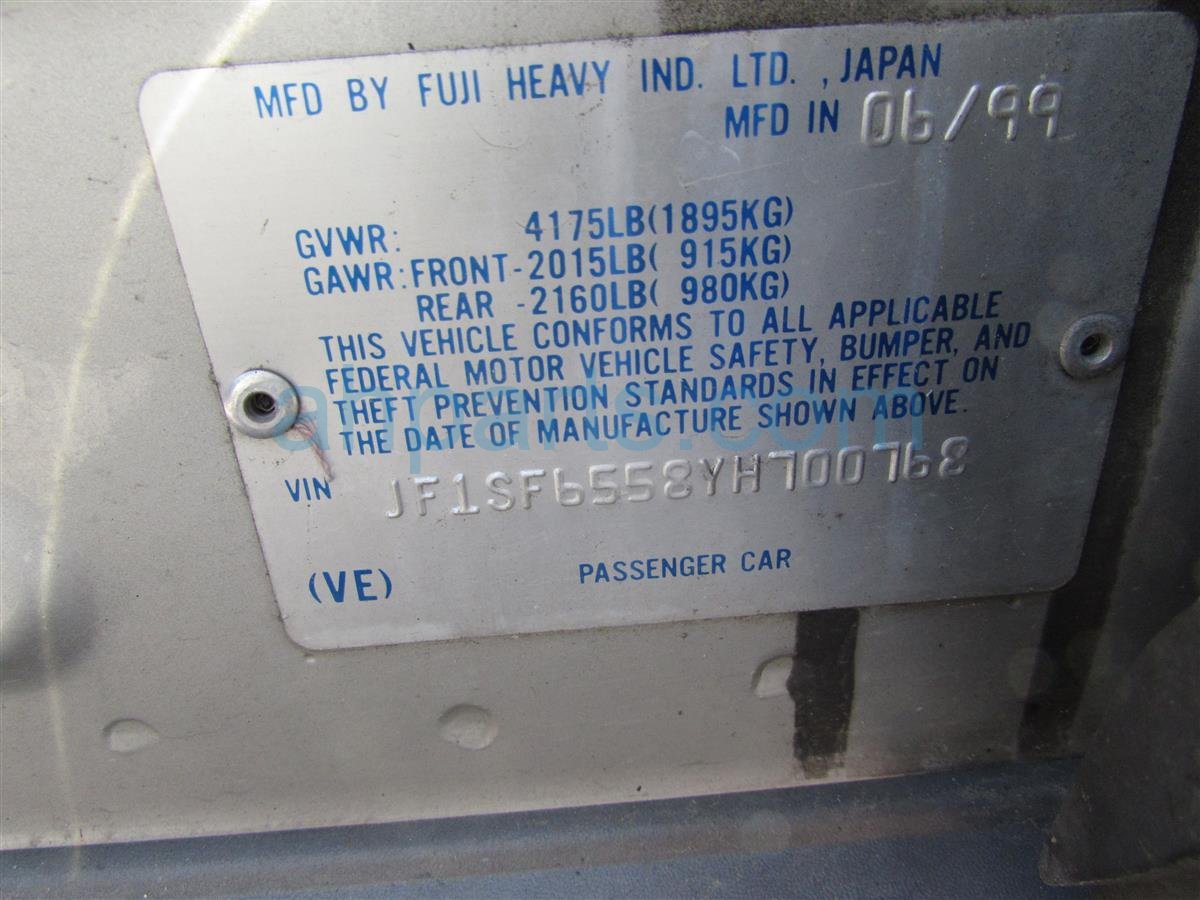 MFD BY FUJI HEAVY IND. LTD. , JAPAN
MFD IN 06/99
GVWR: 4175LB(1895KG)
GAWR:FRONT-2015LB( 915KG)
REAR -2160LB( 980KG)
THIS VEHICLE CONFORMS TO ALL APPLICABLE
FEDERAL MOTOR VEHICLE SAFETY, BUMPER, AND
THEFT PREVENTION STANDARDS IN EFFECT ON
THE DATE OF MANUFACTURE SHOWN ABOVE.
ahparts.com
VIN JF1SF6558YH700768
(VE) PASSENGER CAR